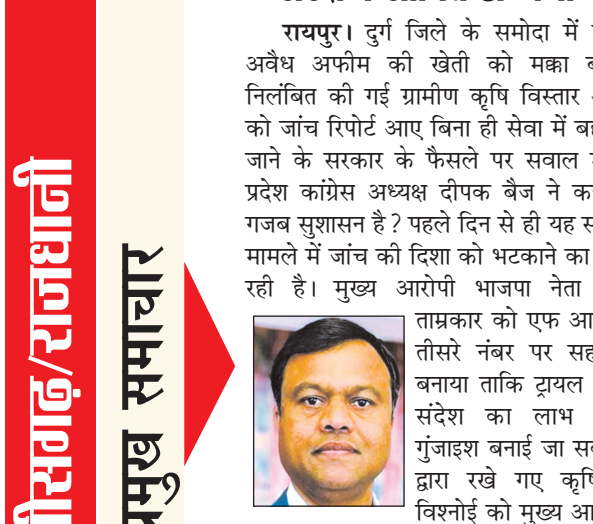 रायपुर। दुर्ग जिले के समोदा में
अवैध अफीम की खेती को मक्का
निलंबित की गई ग्रामीण कृषि विस्तार
को जांच रिपोर्ट आए बिना ही सेवा में
जाने के सरकार के फैसले पर सवाल
प्रदेश कांग्रेस अध्यक्ष दीपक बैज ने
गजब सुशासन है ? पहले दिन से ही यह
मामले में जांच की दिशा को भटकाने का
रही है। मुख्य आरोपी भाजपा नेता
ताम्रकार को एफ
तीसरे नंबर पर
बनाया ताकि ट्रायल
संदेश का लाभ
गुंजाइश बनाई जा
द्वारा रखे गए
विश्नोई को मुख्य
ीसगढ़/राजधानी
प्रमुख समाचार